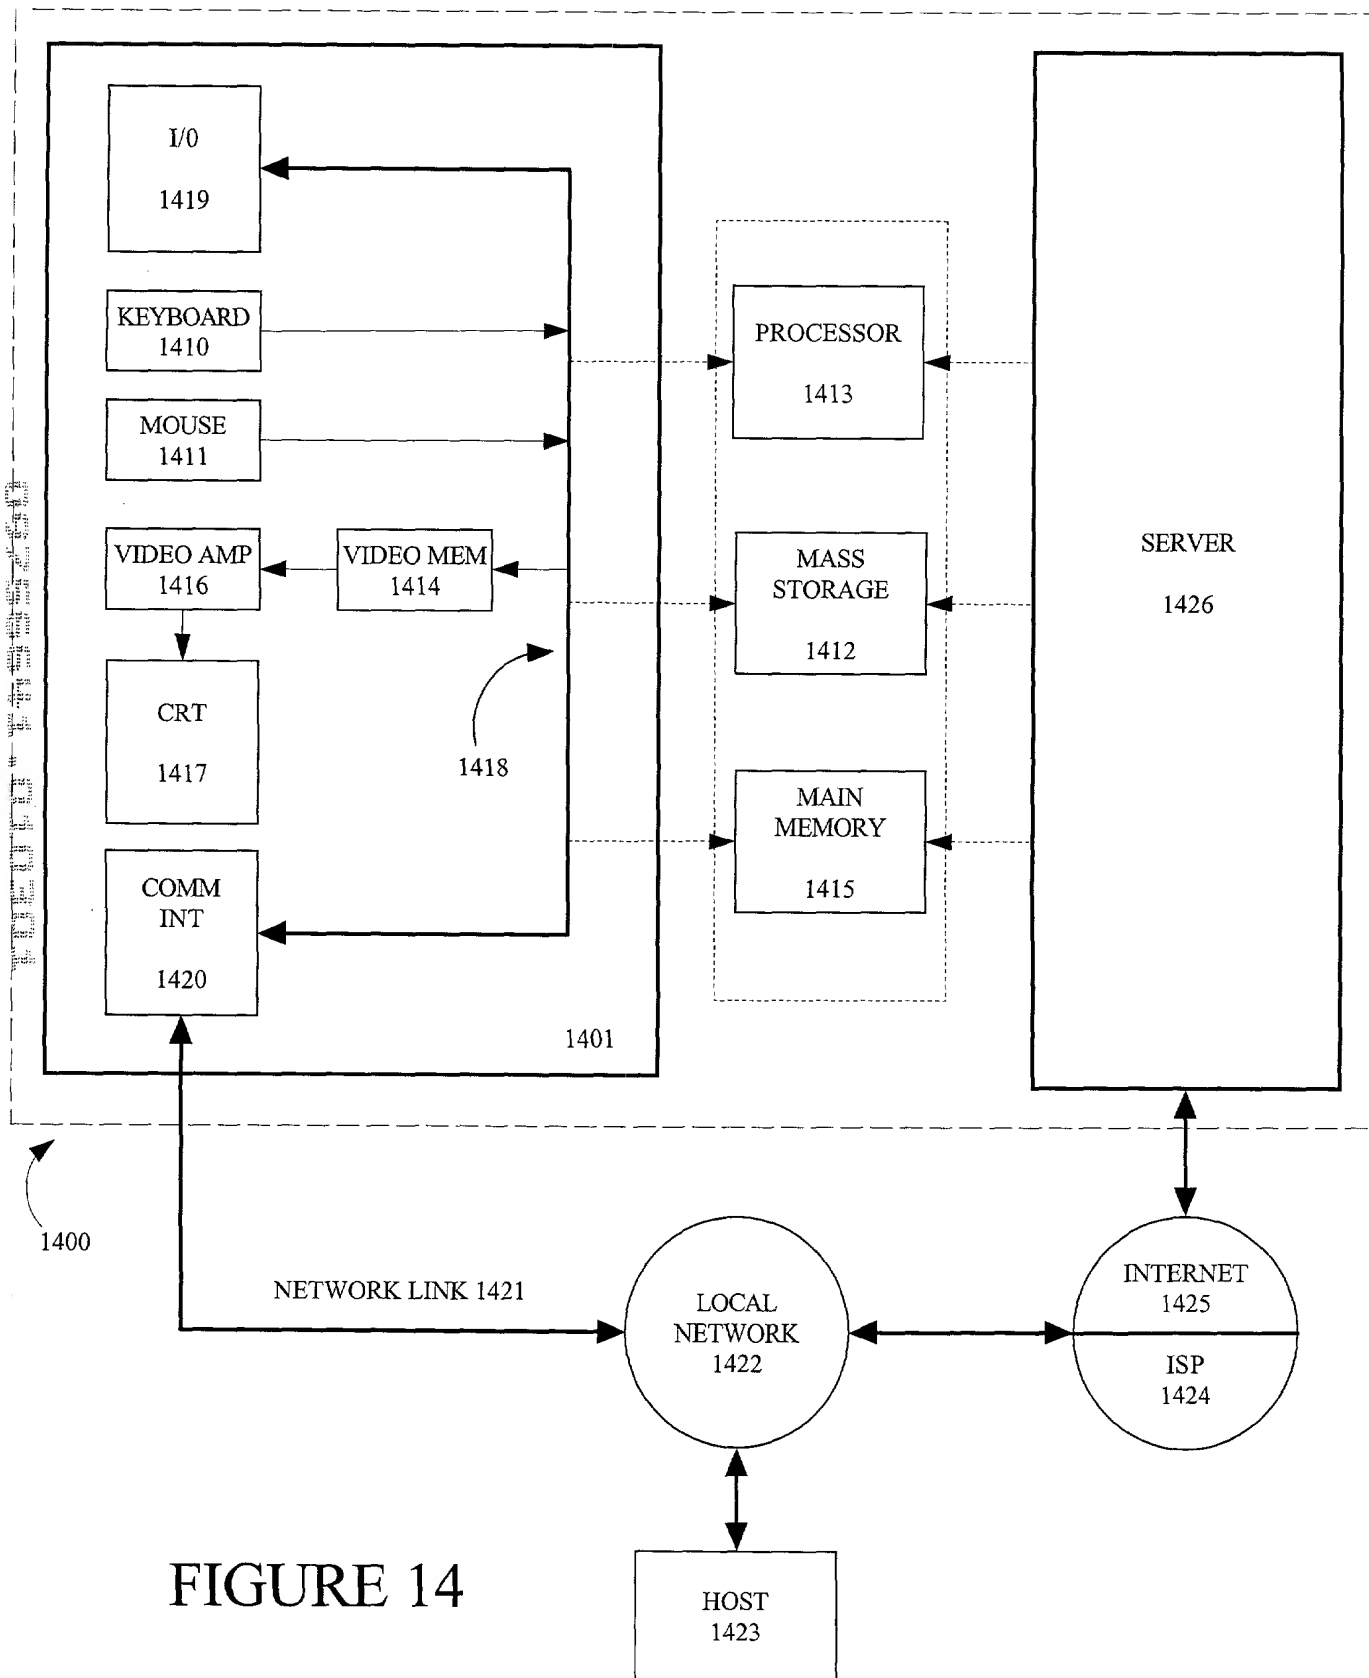 I/0
1419
KEYBOARD
1410
MOUSE
1411
VIDEO AMP
1416
VIDEO MEM
1414
CRT
1417
1418
COMM
INT
1420
1401
PROCESSOR
1413
MASS
STORAGE
1412
MAIN
MEMORY
1415
SERVER
1426
1400
NETWORK LINK 1421
LOCAL
NETWORK
1422
INTERNET
1425
ISP
1424
HOST
1423
FIGURE 14